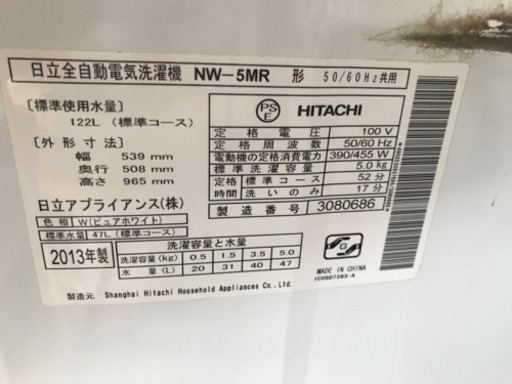 日立全自動電気洗濯機 NW-5MR 形 50/60Hz共用
[標準使用水量]
122L (標準コース)
[外形寸法]
幅 539 mm
奥行 508 mm
高さ 965 mm
日立アプライアンス(株)
色相 W(ピュアホワイト)
標準水量 47L (標準コース)
PS
E
HITACHI
定格電圧 100 V
定格周波数 50/60 Hz
電動機の定格消費電力 390/455 W
標準洗濯容量 5.0 kg
定格時間 標準コース 52分
洗いのみ 17分
製造番号 3080686
2013年製
洗濯容量と水量
洗濯容量(kg) 0.5 1.5 3.5 5.0
水量(L) 20 31 40 47
製造元 Shanghai Hitachi Household Appliances Co.,Ltd.